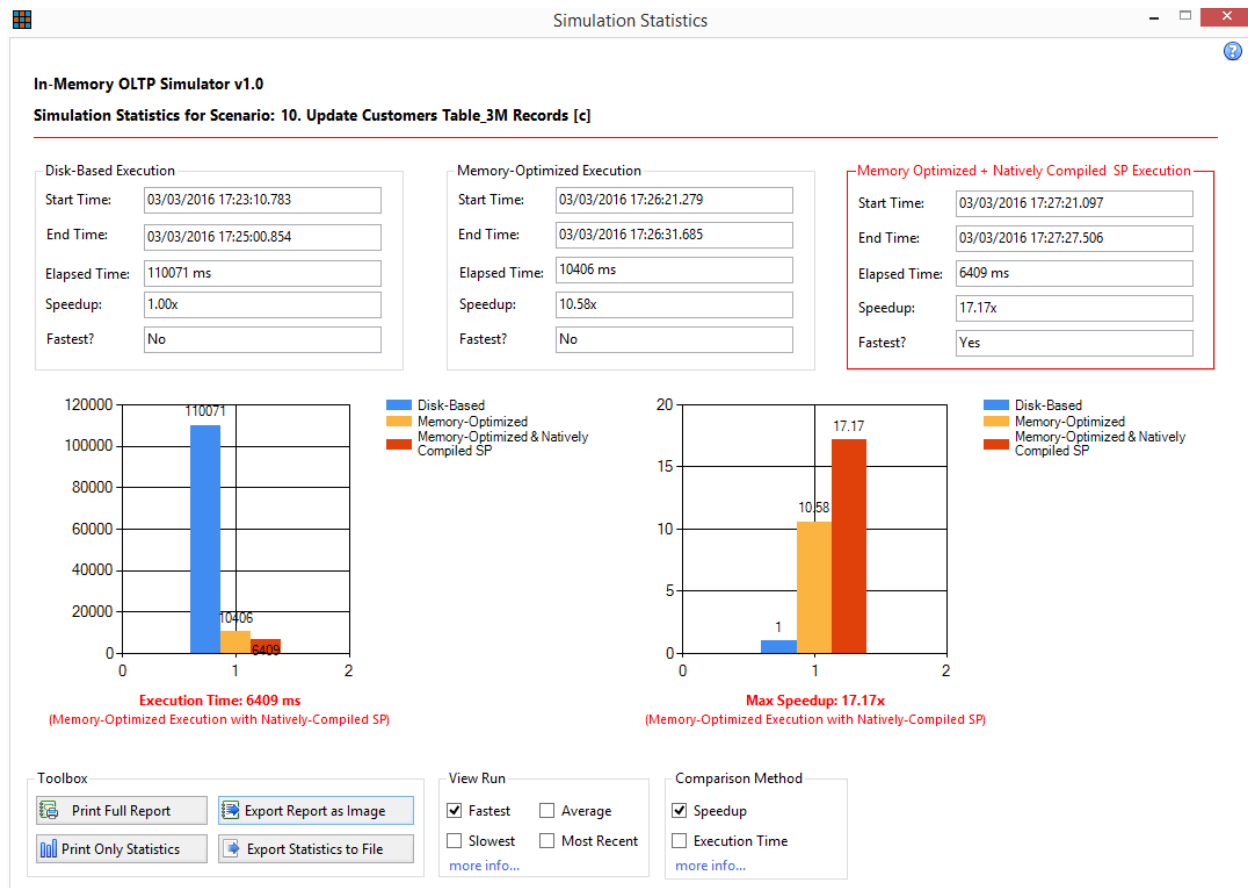 Simulation Statistics
In-Memory OLTP Simulator v1.0
Simulation Statistics for Scenario: 10. Update Customers Table_3M Records [c]
Disk-Based Execution
Start Time: 03/03/2016 17:23:10.783
End Time: 03/03/2016 17:25:00.854
Elapsed Time: 110071 ms
Speedup: 1.00x
Fastest? No
Memory-Optimized Execution
Start Time: 03/03/2016 17:26:21.279
End Time: 03/03/2016 17:26:31.685
Elapsed Time: 10406 ms
Speedup: 10.58x
Fastest? No
Memory Optimized + Natively Compiled SP Execution
Start Time: 03/03/2016 17:27:21.097
End Time: 03/03/2016 17:27:27.506
Elapsed Time: 6409 ms
Speedup: 17.17x
Fastest? Yes
120000
100000
80000
60000
40000
20000
0
110071
10406
6409
0 1 2
Disk-Based
Memory-Optimized
Memory-Optimized & Natively
Compiled SP
Execution Time: 6409 ms
(Memory-Optimized Execution with Natively-Compiled SP)
20
15
10
5
0
1
10.58
17.17
0 1 2
Disk-Based
Memory-Optimized
Memory-Optimized & Natively
Compiled SP
Max Speedup: 17.17x
(Memory-Optimized Execution with Natively-Compiled SP)
Toolbox
Print Full Report
Export Report as Image
Print Only Statistics
Export Statistics to File
View Run
Fastest
Average
Slowest
Most Recent
more info...
Comparison Method
Speedup
Execution Time
more info...